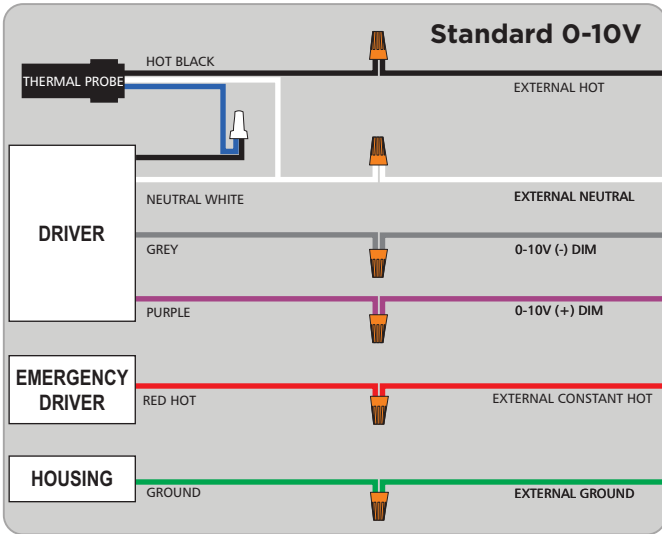 Standard 0-10V
HOT BLACK
THERMAL PROBE
EXTERNAL HOT
DRIVER
NEUTRAL WHITE
EXTERNAL NEUTRAL
GREY
0-10V (-) DIM
PURPLE
0-10V (+) DIM
EMERGENCY
DRIVER
RED HOT
EXTERNAL CONSTANT HOT
HOUSING
GROUND
EXTERNAL GROUND